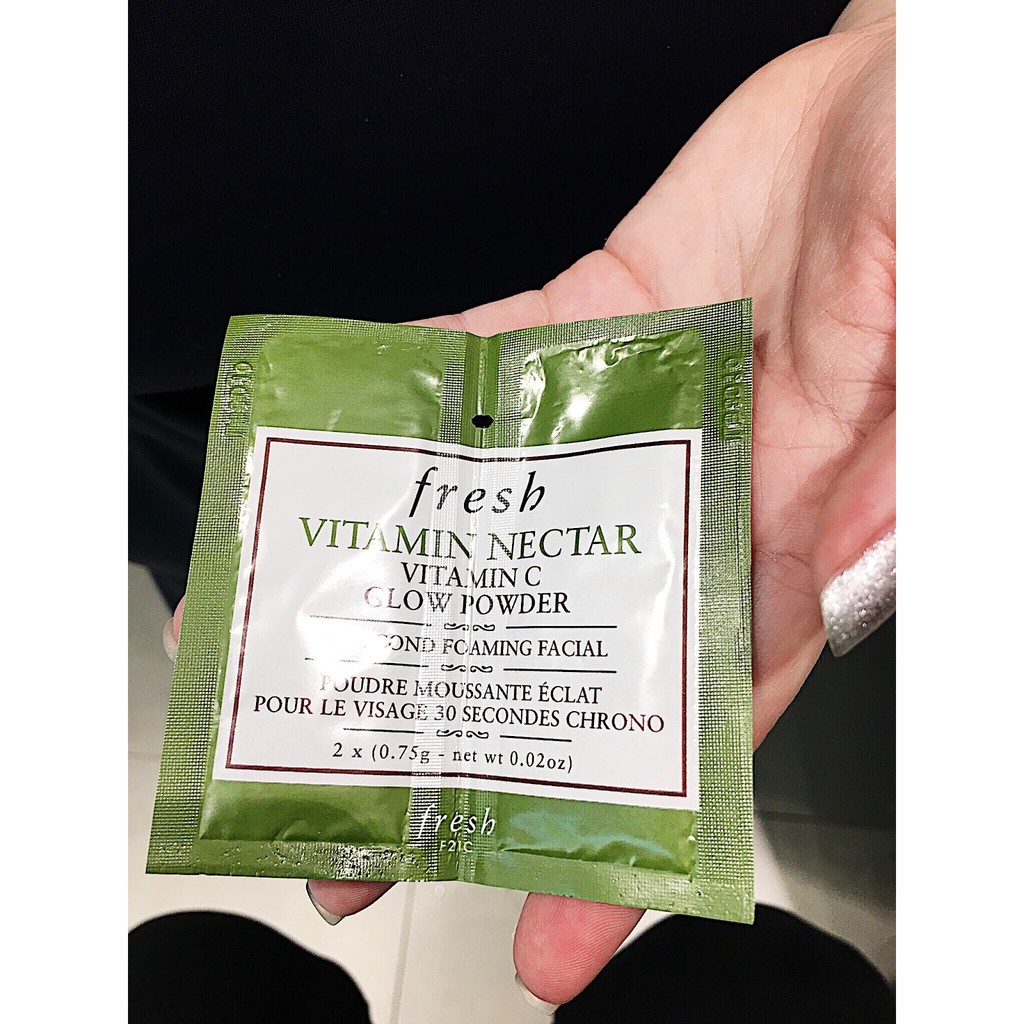 fresh
VITAMIN NECTAR
VITAMIN C
GLOW POWDER
FOAMING FACIAL
POUDRE MOUSSANTE ÉCLAT
POUR LE VISAGE 30 SECONDES CHRONO
2 x (0.75g - net wt 0.02oz)
fresh
F21C